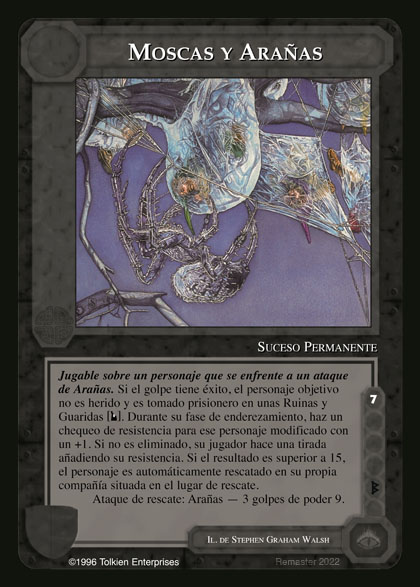 Moscas y Arañas
Suceso Permanente
Jugable sobre un personaje que se enfrente a un ataque
de Arañas. Si el golpe tiene éxito, el personaje objetivo
no es herido y es tomado prisionero en unas Ruinas y
Guaridas []. Durante su fase de enderezamiento, haz un
chequeo de resistencia para ese personaje modificado con
un +1. Si no es eliminado, su jugador hace una tirada
añadiendo su resistencia. Si el resultado es superior a 15,
el personaje es automáticamente rescatado en su propia
compañía situada en el lugar de rescate.
Ataque de rescate: Arañas — 3 golpes de poder 9.
7
Il. de Stephen Graham Walsh
©1996 Tolkien Enterprises
Remaster 2022